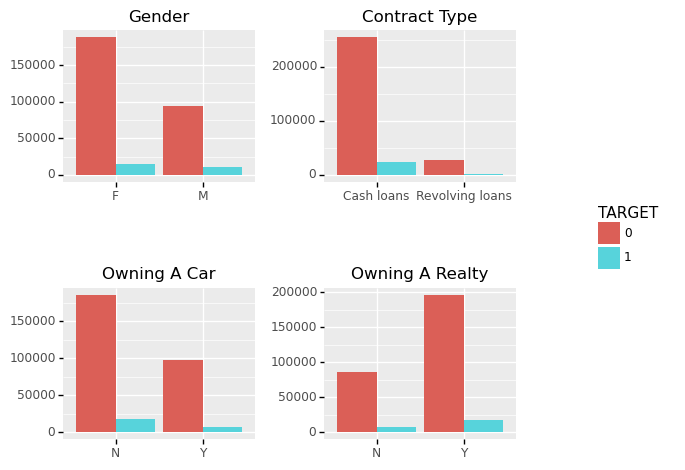 Gender
150000
100000
50000
0
F M
Contract Type
200000
100000
0
Cash loans Revolving loans
TARGET
0
1
Owning A Car
150000
100000
50000
0
N Y
Owning A Realty
200000
150000
100000
50000
0
N Y